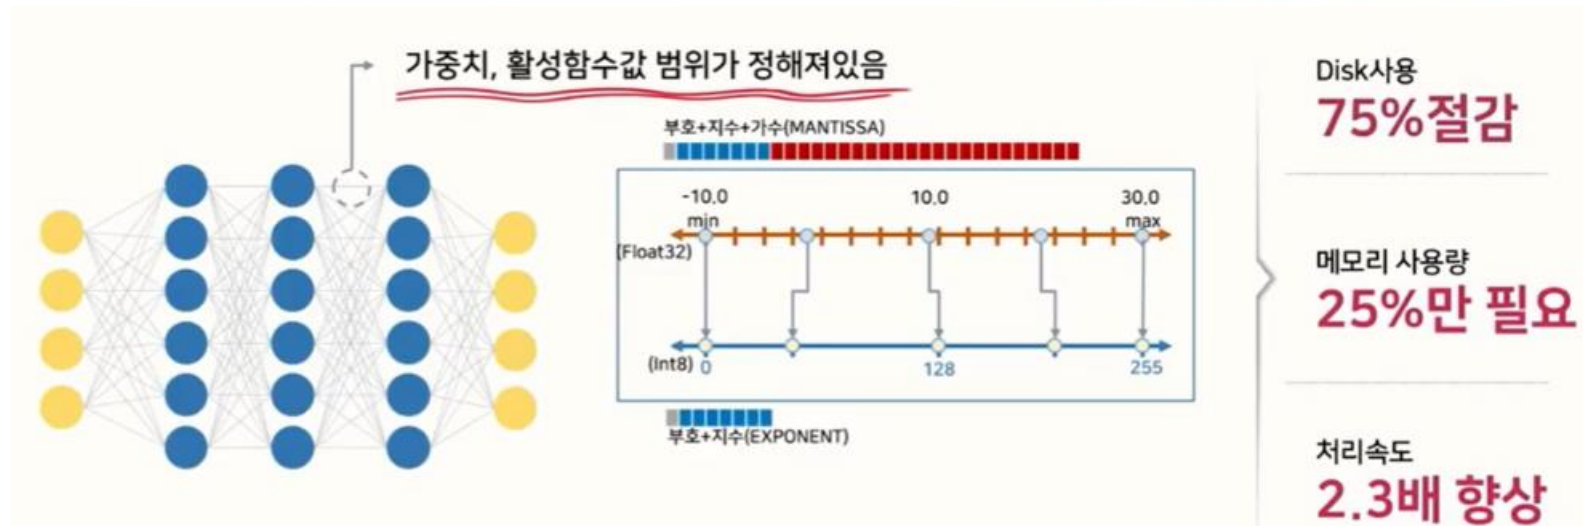 가중치, 활성함수값 범위가 정해져있음
부호+지수+가수(MANTISSA)
-10.0 10.0 30.0
min max
(Float32)
(Int8) 0 128 255
부호+지수(EXPONENT)
Disk사용
75%절감
메모리 사용량
25%만 필요
처리속도
2.3배 향상